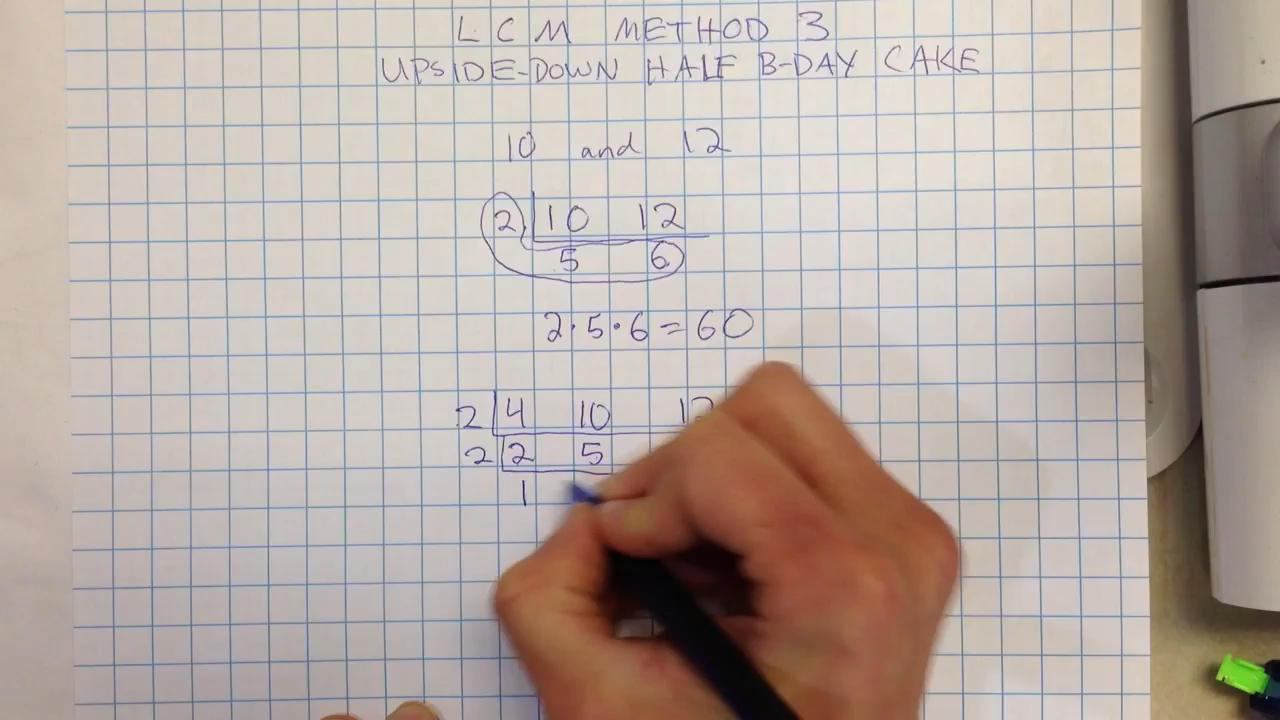 LCM METHOD 3
UPSIDE-DOWN HALF B-DAY CAKE
10 and 12
2 10 12
5 6
2·5·6=60
2 4 10 12
2 2 5
1